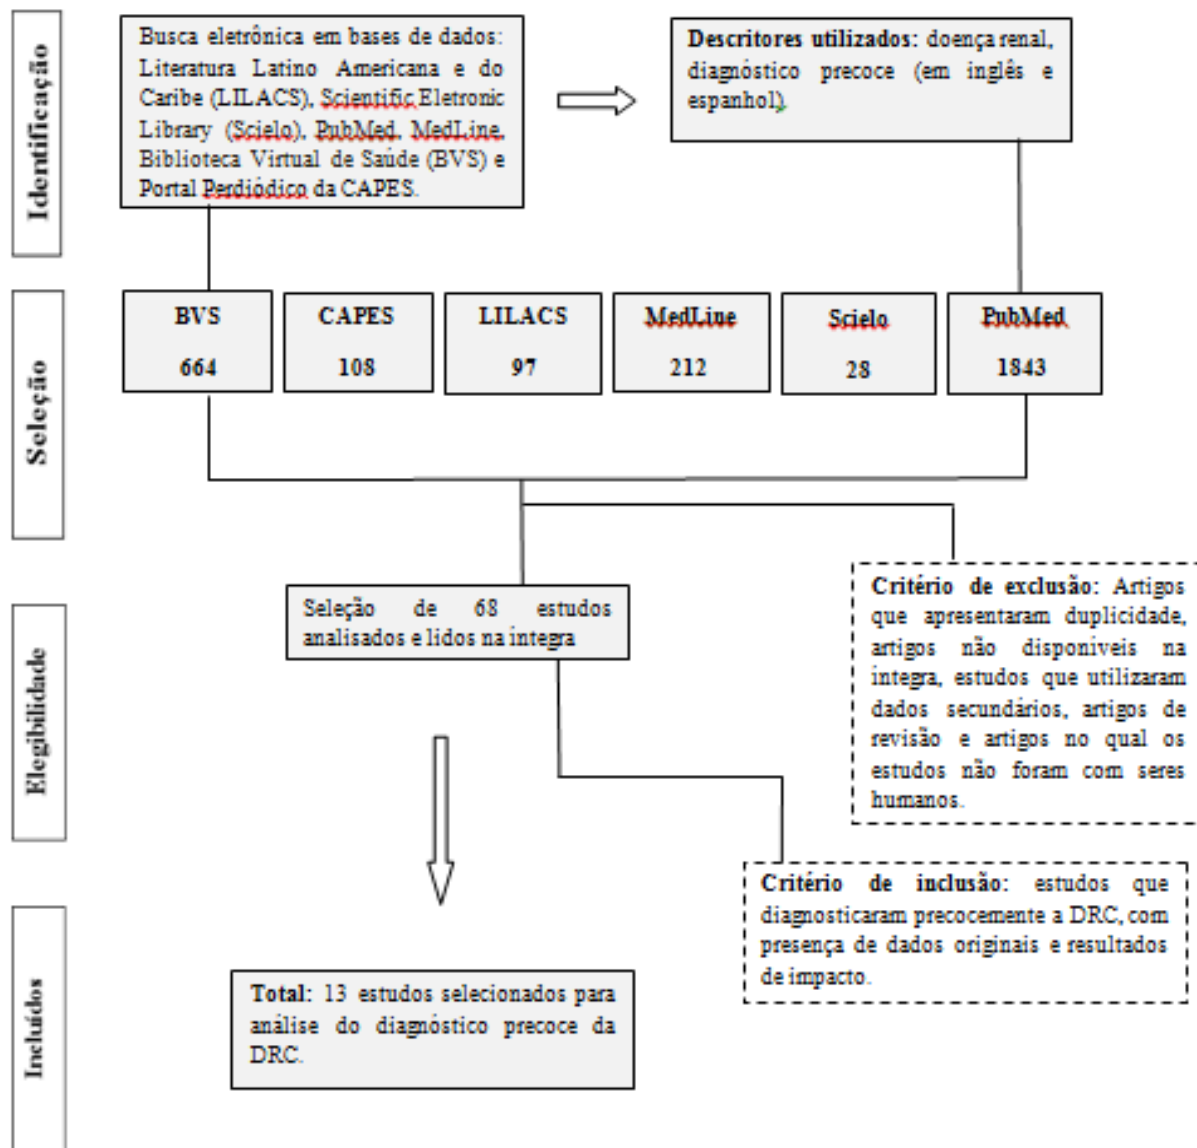 Identificação
Busca eletrônica em bases de dados:
Literatura Latino Americana e do
Caribe (LILACS), Scientific Eletronic
Library (Scielo), PubMed, MedLine,
Biblioteca Virtual de Saúde (BVS) e
Portal Perdiódico da CAPES.
Descritores utilizados: doença renal,
diagnóstico precoce (em inglês e
espanhol).
Seleção
BVS
664
CAPES
108
LILACS
97
MedLine
212
Scielo
28
PubMed
1843
Elegibilidade
Seleção de 68 estudos
analisados e lidos na integra
Critério de exclusão: Artigos
que apresentaram duplicidade,
artigos não disponíveis na
íntegra, estudos que utilizaram
dados secundários, artigos de
revisão e artigos no qual os
estudos não foram com seres
humanos.
Critério de inclusão: estudos que
diagnosticaram precocemente a DRC, com
presença de dados originais e resultados
de impacto.
Incluídos
Total: 13 estudos selecionados para
análise do diagnóstico precoce da
DRC.